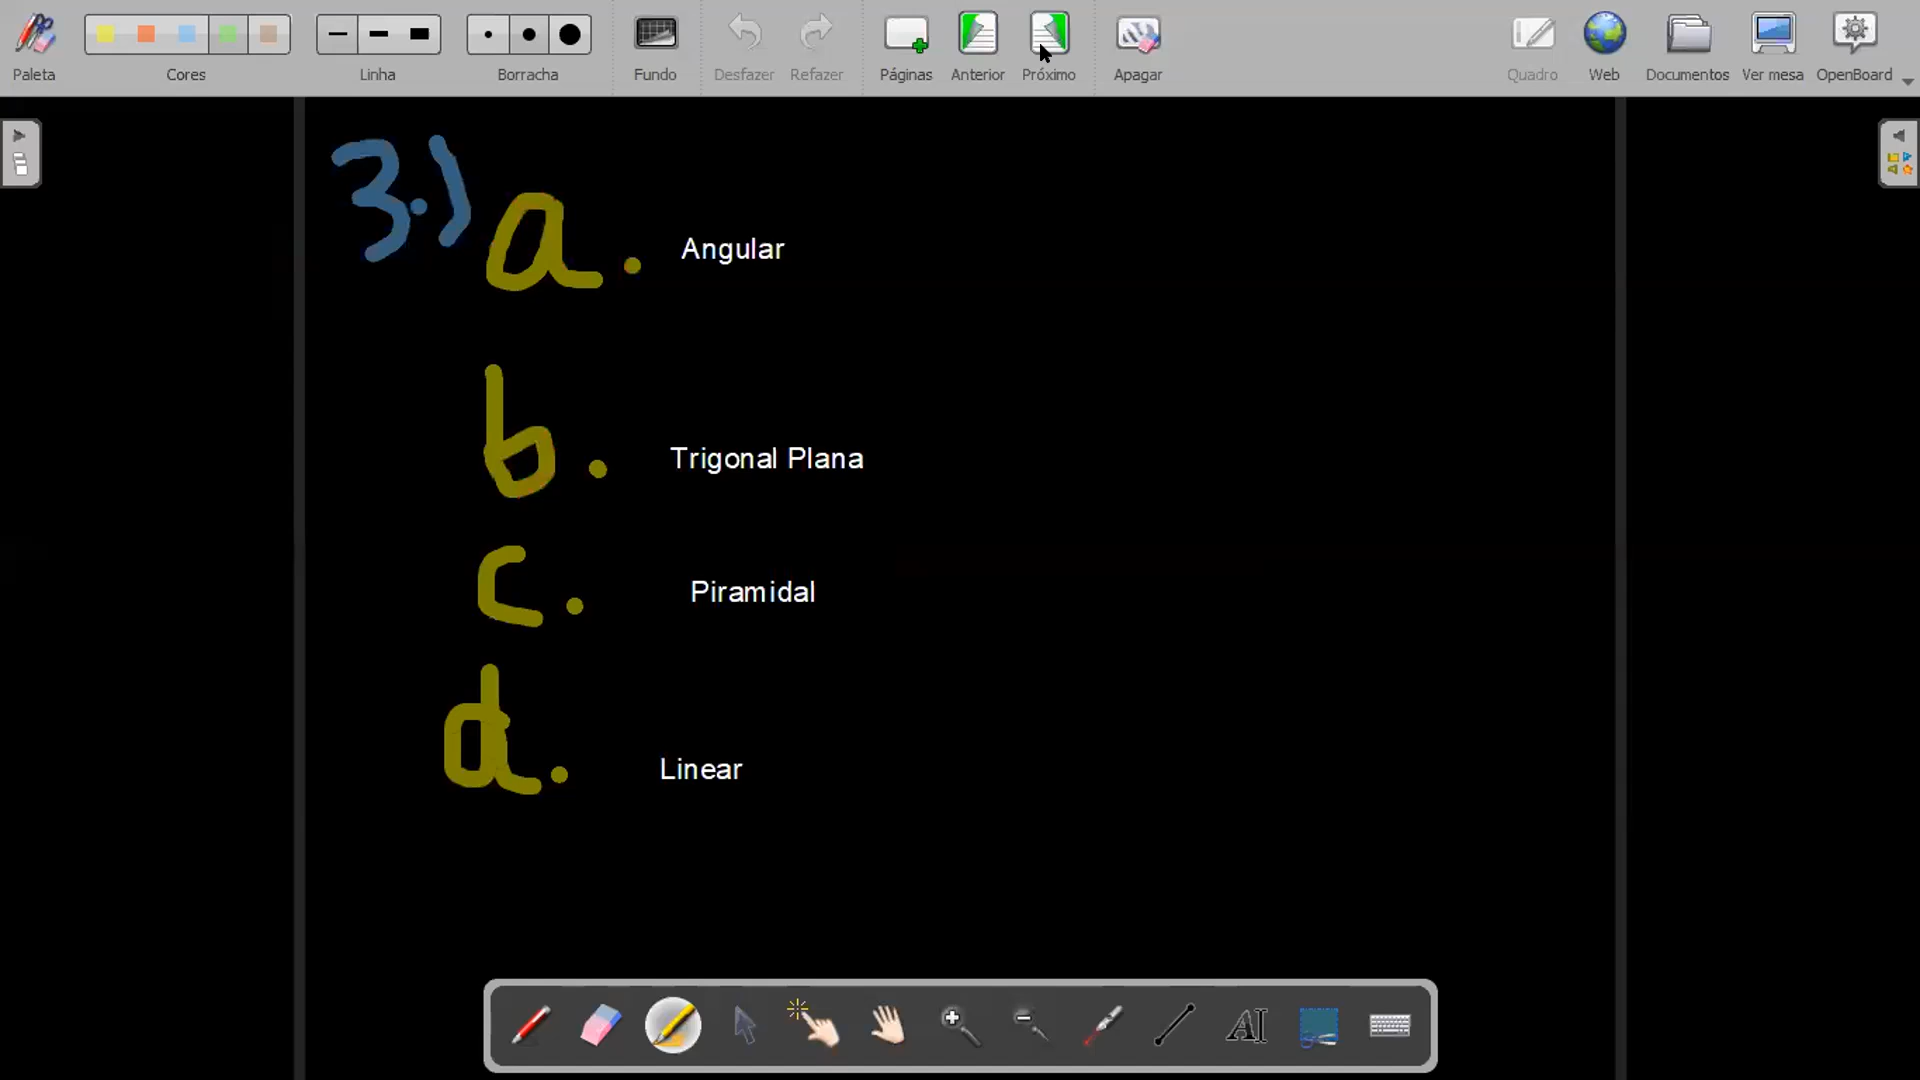 Paleta
Cores
Linha
Borracha
Fundo
Desfazer
Refazer
Páginas
Anterior
Próximo
Apagar
Quadro
Web
Documentos
Ver mesa
OpenBoard
3.)
a. Angular
b. Trigonal Plana
c. Piramidal
d. Linear
AI